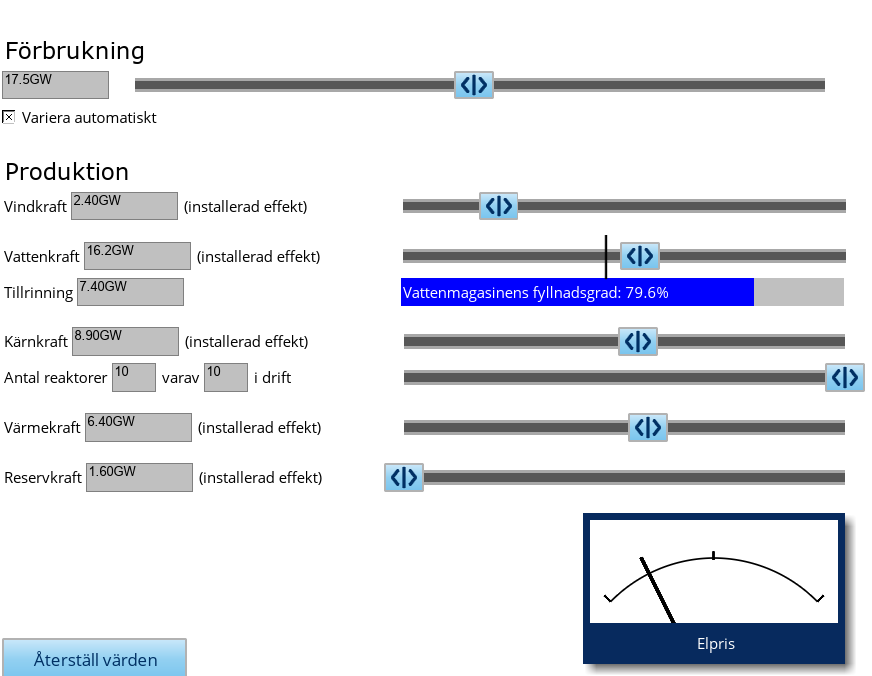 Förbrukning
17.5GW
Variera automatiskt
Produktion
Vindkraft 2.40GW (installerad effekt)
Vattenkraft 16.2GW (installerad effekt)
Tillrinning 7.40GW Vattenmagasinens fyllnadsgrad: 79.6%
Kärnkraft 8.90GW (installerad effekt)
Antal reaktorer 10 varav 10 i drift
Värmekraft 6.40GW (installerad effekt)
Reservkraft 1.60GW (installerad effekt)
Elpris
Återställ värden